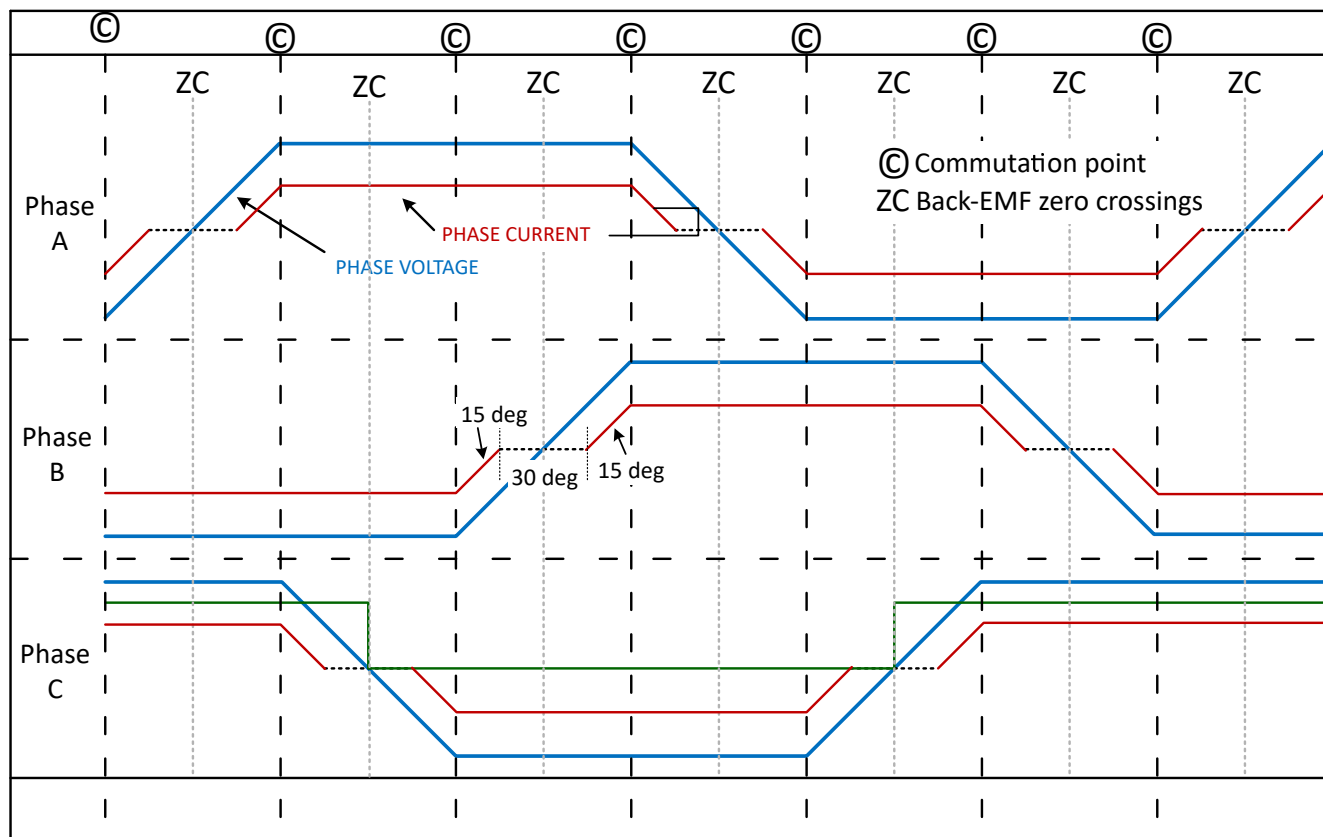 © © © © © © ©
ZC ZC ZC ZC ZC ZC ZC
© Commutation point
ZC Back-EMF zero crossings
Phase
A
PHASE CURRENT
PHASE VOLTAGE
15 deg
Phase
B
30 deg
15 deg
Phase
C